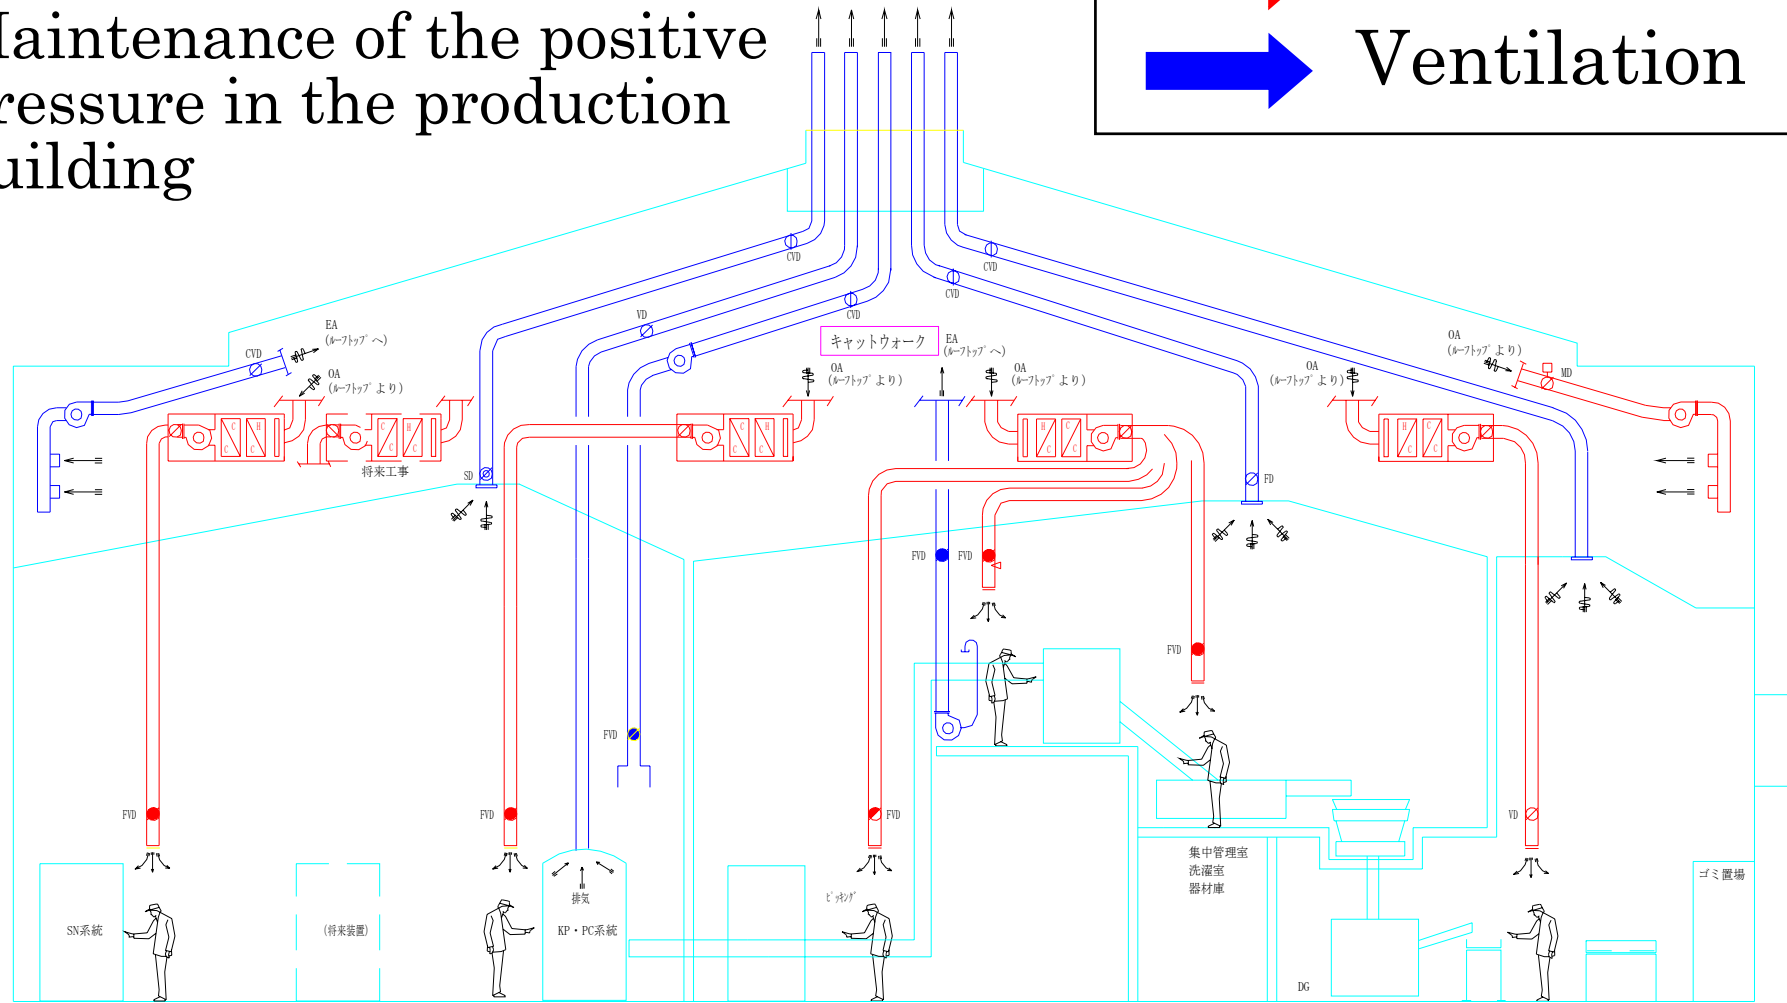 aintenance of the positive
ressure in the production
uilding
Ventilation
CVD
CVD
CVD
CVD
CVD
VD
EA
(ﾙｰﾌﾄｯﾌﾟへ)
OA
(ﾙｰﾌﾄｯﾌﾟより)
キャットウォーク
EA
(ﾙｰﾌﾄｯﾌﾟへ)
OA
(ﾙｰﾌﾄｯﾌﾟより)
OA
(ﾙｰﾌﾄｯﾌﾟより)
OA
(ﾙｰﾌﾄｯﾌﾟより)
OA
(ﾙｰﾌﾄｯﾌﾟより)
MD
C
C
H
C
C
C
H
C
C
C
H
C
H
C
C
C
H
C
C
C
将来工事
SD
FD
FVD
FVD
FVD
FVD
FVD
FVD
FVD
VD
排気
ﾋﾟｯｷﾝｸﾞ
集中管理室
洗濯室
器材庫
ゴミ置場
SN系統
(将来装置)
KP・PC系統
DG